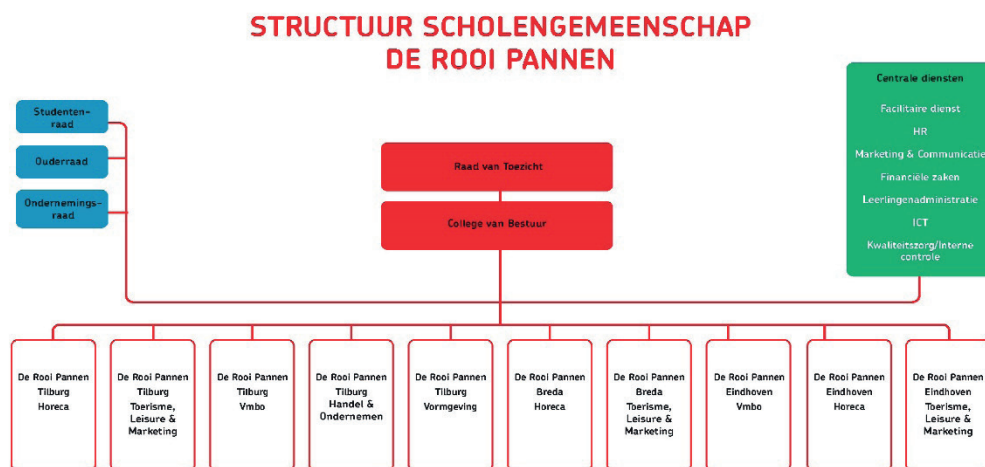 STRUCTUUR SCHOLENGEMEENSCHAP
DE ROOI PANNEN
Studenten-
raad
Ouderraad
Ondernemings-
raad
Raad van Toezicht
College van Bestuur
Centrale diensten
Facilitaire dienst
HR
Marketing & Communicatie
Financiële zaken
Leerlingenadministratie
ICT
Kwaliteitszorg/Interne
controle
De Rooi Pannen
Tilburg
Horeca
De Rooi Pannen
Tilburg
Toerisme,
Leisure &
Marketing
De Rooi Pannen
Tilburg
Vmbo
De Rooi Pannen
Tilburg
Handel &
Ondernemen
De Rooi Pannen
Tilburg
Vormgeving
De Rooi Pannen
Breda
Horeca
De Rooi Pannen
Breda
Toerisme,
Leisure &
Marketing
De Rooi Pannen
Eindhoven
Vmbo
De Rooi Pannen
Eindhoven
Horeca
De Rooi Pannen
Eindhoven
Toerisme,
Leisure &
Marketing